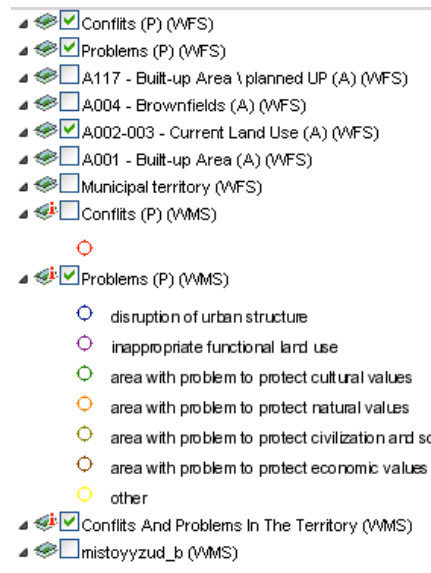 Conflits (P) (WFS)
Problems (P) (WFS)
A117 - Built-up Area \ planned UP (A) (WFS)
A004 - Brownfields (A) (WFS)
A002-003 - Current Land Use (A) (WFS)
A001 - Built-up Area (A) (WFS)
Municipal territory (WFS)
Conflits (P) (WMS)
Problems (P) (WMS)
disruption of urban structure
inappropriate functional land use
area with problem to protect cultural values
area with problem to protect natural values
area with problem to protect civilization and
area with problem to protect economic values
other
Conflits And Problems In The Territory (WMS)
mistoyyzud_b (WMS)